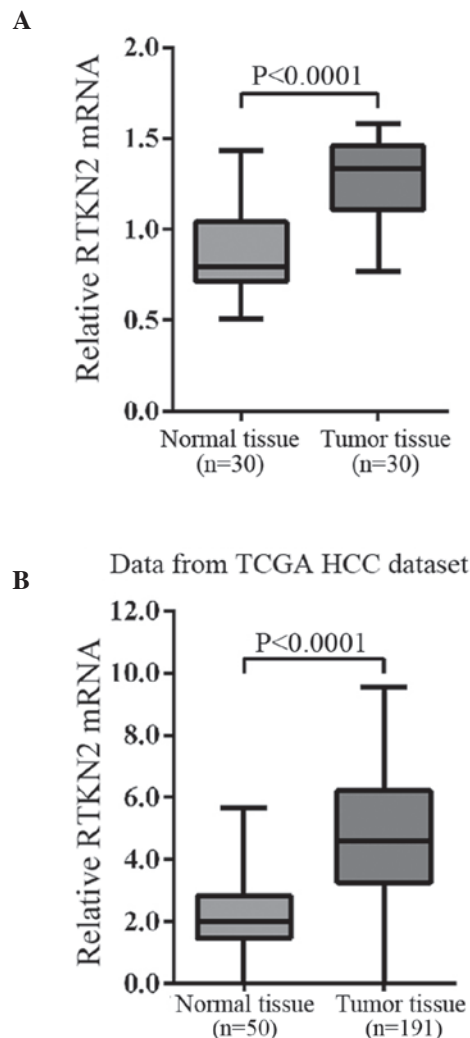 A
Relative RTKN2 mRNA
2.0
1.5
1.0
0.5
0.0
P<0.0001
Normal tissue
(n=30)
Tumor tissue
(n=30)
B
Data from TCGA HCC dataset
Relative RTKN2 mRNA
12.0
10.0
8.0
6.0
4.0
2.0
0.0
P<0.0001
Normal tissue
(n=50)
Tumor tissue
(n=191)